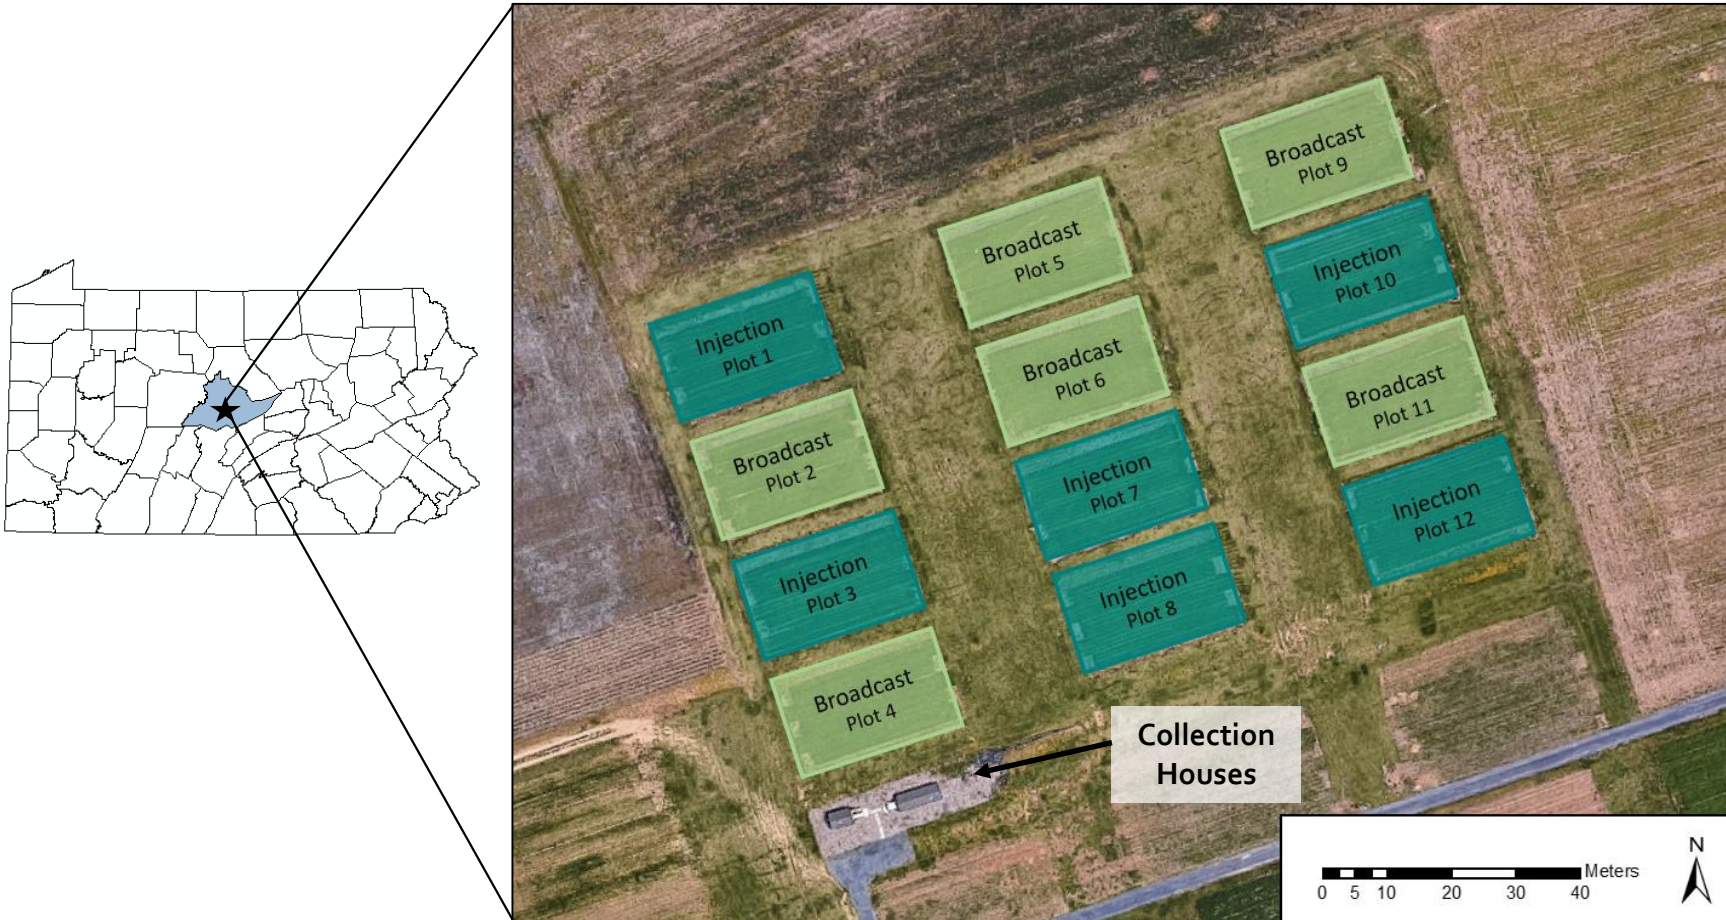 Injection
Plot 1
Broadcast
Plot 2
Injection
Plot 3
Broadcast
Plot 4
Broadcast
Plot 5
Broadcast
Plot 6
Injection
Plot 7
Injection
Plot 8
Broadcast
Plot 9
Injection
Plot 10
Broadcast
Plot 11
Injection
Plot 12
Collection
Houses
N
Meters
0 5 10 20 30 40